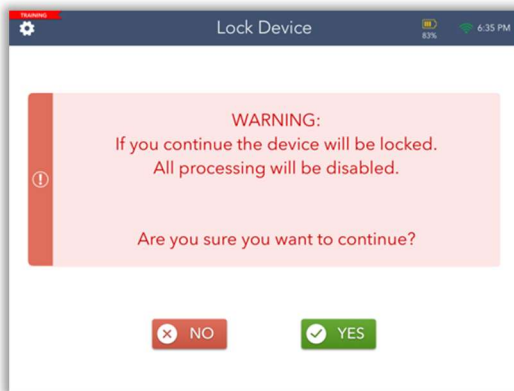 TRAINING
Lock Device
83%
6:35 PM
WARNING:
If you continue the device will be locked.
All processing will be disabled.
Are you sure you want to continue?
NO
YES